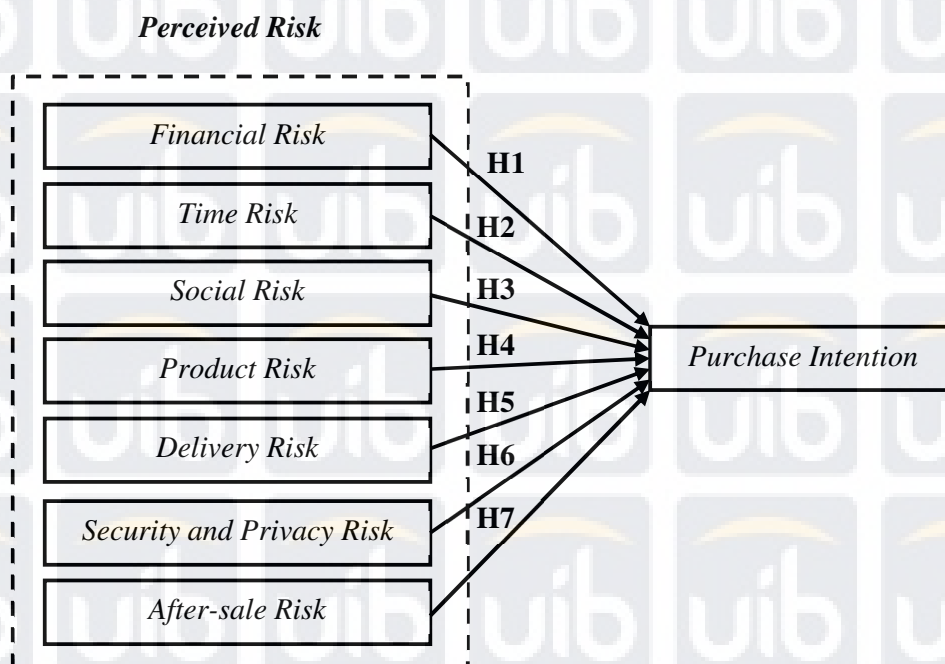 Perceived Risk
Financial Risk
H1
Time Risk
H2
Social Risk
H3
Product Risk
H4
Purchase Intention
H5
Delivery Risk
H6
Security and Privacy Risk
H7
After-sale Risk
uib